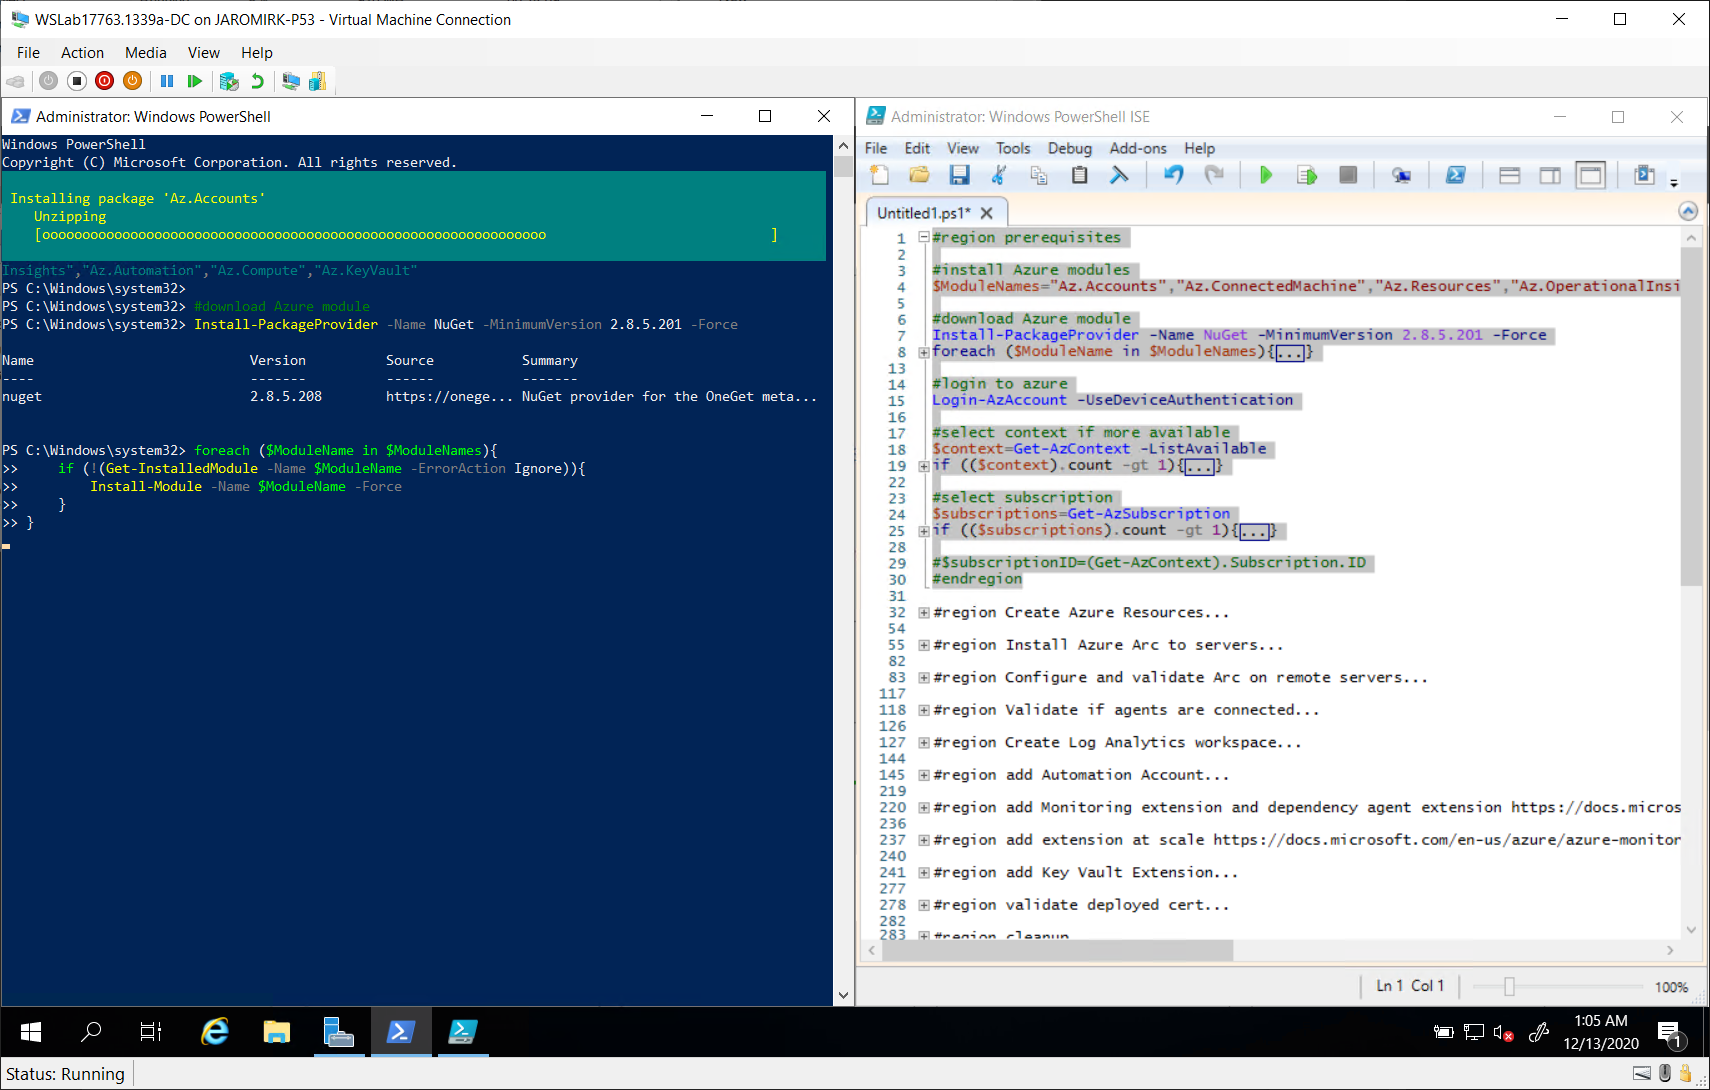 WSLab17763.1339a-DC on JAROMIRK-P53 - Virtual Machine Connection
File Action Media View Help
Administrator: Windows PowerShell
Windows PowerShell
Copyright (C) Microsoft Corporation. All rights reserved.
Installing package 'Az.Accounts'
Unzipping
[ooooooooooooooooooooooooooooooooooooooooooooooooooooooooooooooo ]
Insights","Az.Automation","Az.Compute","Az.KeyVault"
PS C:\Windows\system32>
PS C:\Windows\system32> #download Azure module
PS C:\Windows\system32> Install-PackageProvider -Name NuGet -MinimumVersion 2.8.5.201 -Force
Name Version Source Summary
---- ------- ------ -------
nuget 2.8.5.208 https://onege... NuGet provider for the OneGet meta...
PS C:\Windows\system32> foreach ($ModuleName in $ModuleNames){
>> if (!(Get-InstalledModule -Name $ModuleName -ErrorAction Ignore)){
>> Install-Module -Name $ModuleName -Force
>> }
>> }
Administrator: Windows PowerShell ISE
File Edit View Tools Debug Add-ons Help
Untitled1.ps1*
1 #region prerequisites
2
3 #install Azure modules
4 $ModuleNames="Az.Accounts","Az.ConnectedMachine","Az.Resources","Az.OperationalInsi
5
6 #download Azure module
7 Install-PackageProvider -Name NuGet -MinimumVersion 2.8.5.201 -Force
8 foreach ($ModuleName in $ModuleNames){...}
13
14 #login to azure
15 Login-AzAccount -UseDeviceAuthentication
16
17 #select context if more available
18 $context=Get-AzContext -ListAvailable
19 if (($context).count -gt 1){...}
22
23 #select subscription
24 $subscriptions=Get-AzSubscription
25 if (($subscriptions).count -gt 1){...}
28
29 #$subscriptionID=(Get-AzContext).Subscription.ID
30 #endregion
31
32 #region Create Azure Resources...
54
55 #region Install Azure Arc to servers...
82
83 #region Configure and validate Arc on remote servers...
117
118 #region Validate if agents are connected...
126
127 #region Create Log Analytics workspace...
144
145 #region add Automation Account...
219
220 #region add Monitoring extension and dependency agent extension https://docs.micros
236
237 #region add extension at scale https://docs.microsoft.com/en-us/azure/azure-monitor
240
241 #region add Key Vault Extension...
277
278 #region validate deployed cert...
282
283 #region cleanup
Ln 1 Col 1 100%
1:05 AM
12/13/2020
1
Status: Running